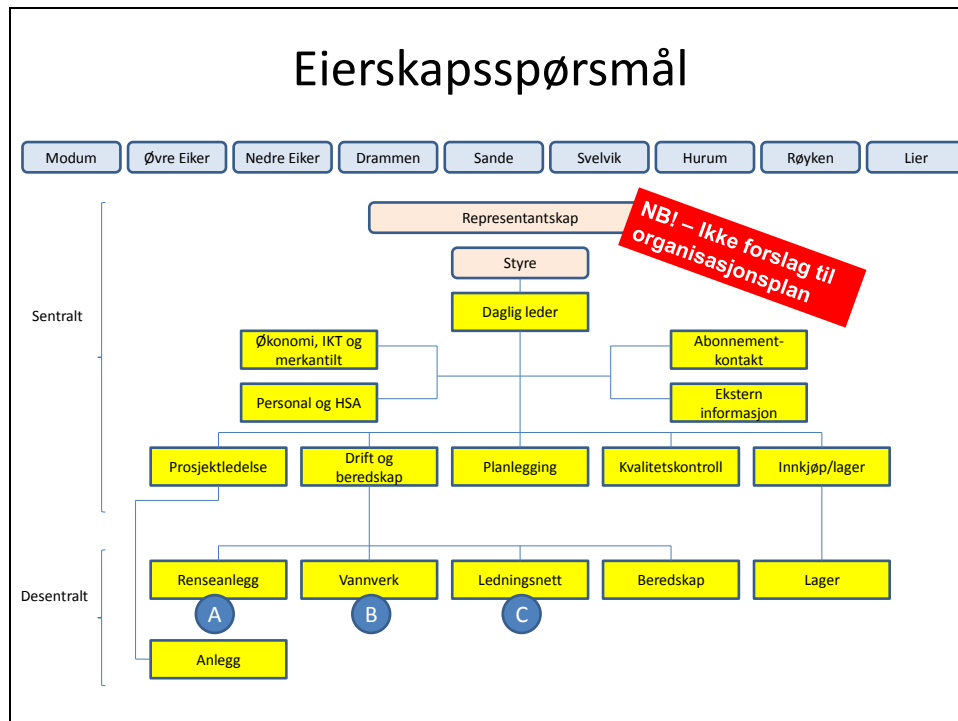 Eierskapsspørsmål
Modum
Øvre Eiker
Nedre Eiker
Drammen
Sande
Svelvik
Hurum
Røyken
Lier
Representantskap
NB! – Ikke forslag til
organisasjonsplan
Styre
Sentralt
Daglig leder
Økonomi, IKT og
merkantilt
Abonnement-
kontakt
Personal og HSA
Ekstern
informasjon
Prosjektledelse
Drift og
beredskap
Planlegging
Kvalitetskontroll
Innkjøp/lager
Desentralt
Renseanlegg
Vannverk
Ledningsnett
Beredskap
Lager
A
B
C
Anlegg